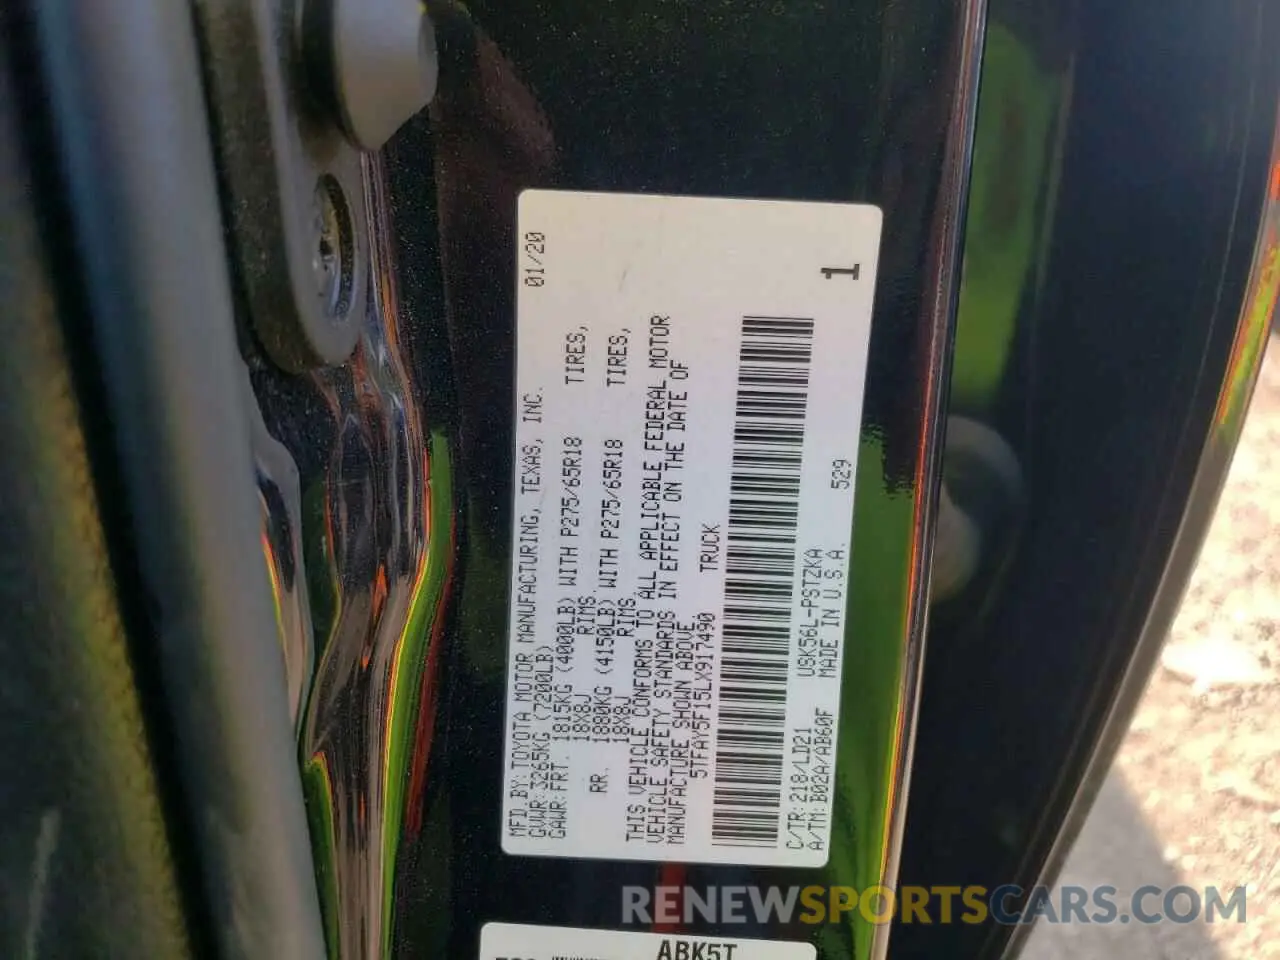 MFD.BY:TOYOTA MOTOR MANUFACTURING, TEXAS, INC. 01/20
GVWR:3265KG (7200LB)
GAWR:FRT. 1815KG (4000LB) WITH P275/65R18 TIRES,
18X8J RIMS,
RR. 1880KG (4150LB) WITH P275/65R18 TIRES,
18X8J RIMS.
THIS VEHICLE CONFORMS TO ALL APPLICABLE FEDERAL MOTOR
VEHICLE SAFETY STANDARDS IN EFFECT ON THE DATE OF
MANUFACTURE SHOWN ABOVE.
5TFAY5F15LX917490 TRUCK
C/TR:218/LD21 USK56L-PSTZKA
A/TM:B02A/AB60F MADE IN U.S.A. 529
1
ABK5T
RENEWSPORTSCARS.COM